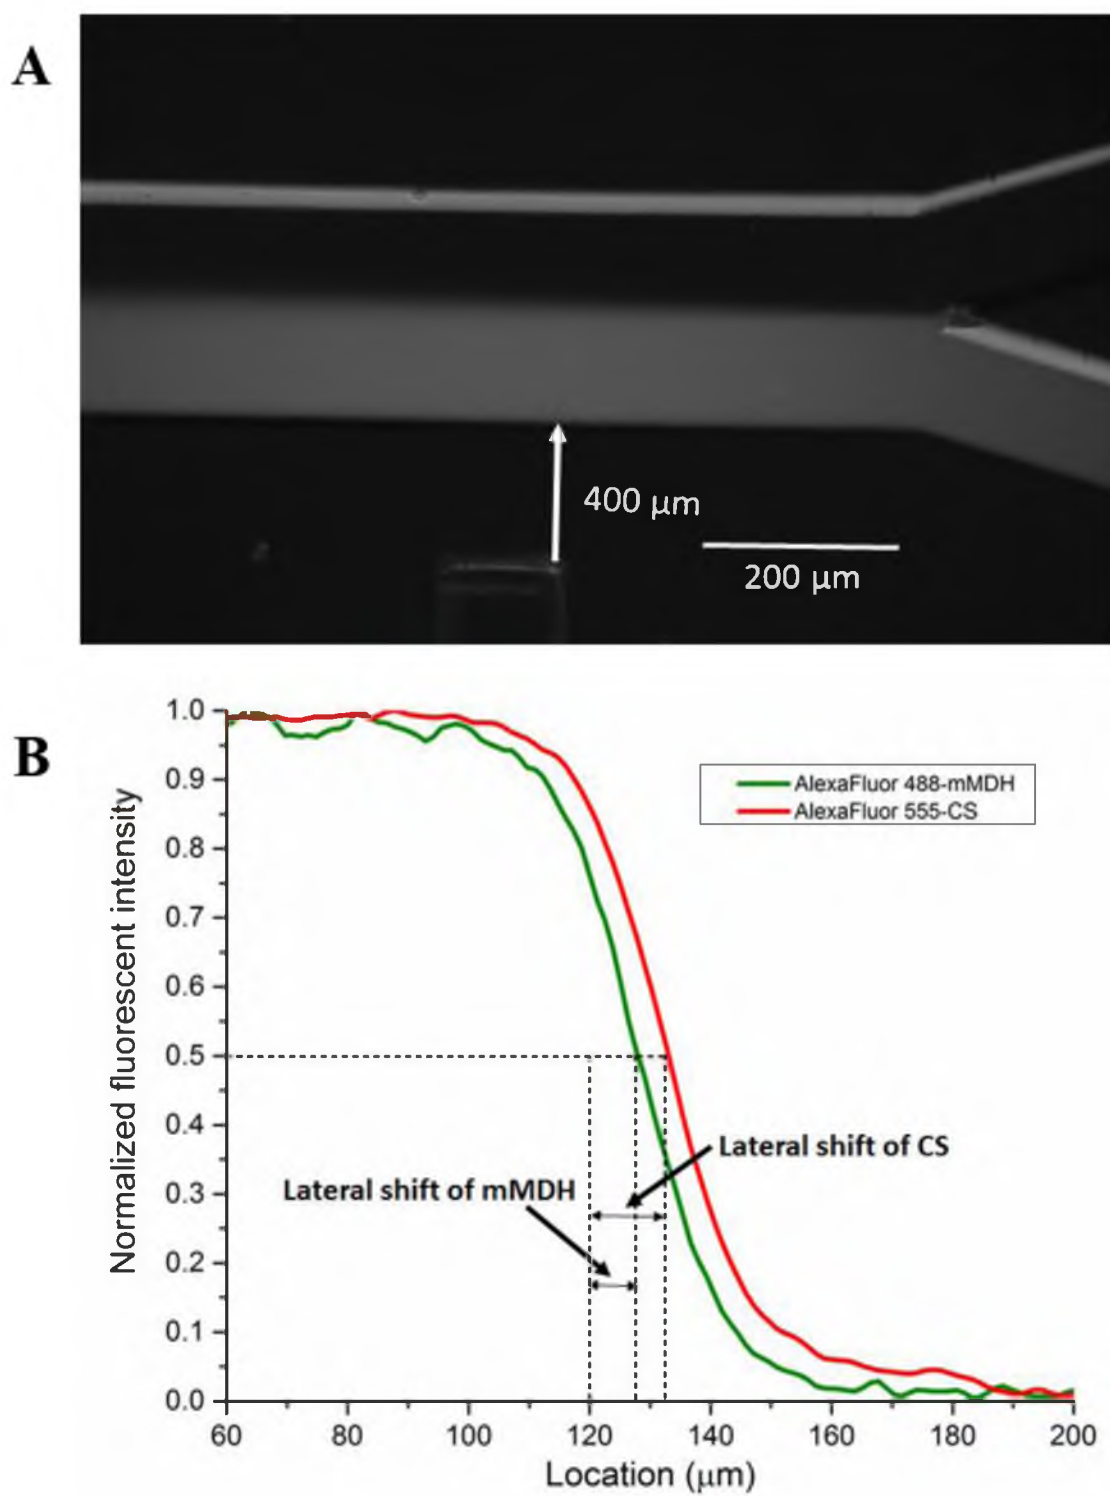 A
400 μm
200 μm
B
Normalized fluorescent intensity
1.0
0.9
0.8
0.7
0.6
0.5
0.4
0.3
0.2
0.1
0.0
AlexaFluor 488-mMDH
AlexaFluor 555-CS
Lateral shift of CS
Lateral shift of mMDH
60 80 100 120 140 160 180 200
Location (μm)